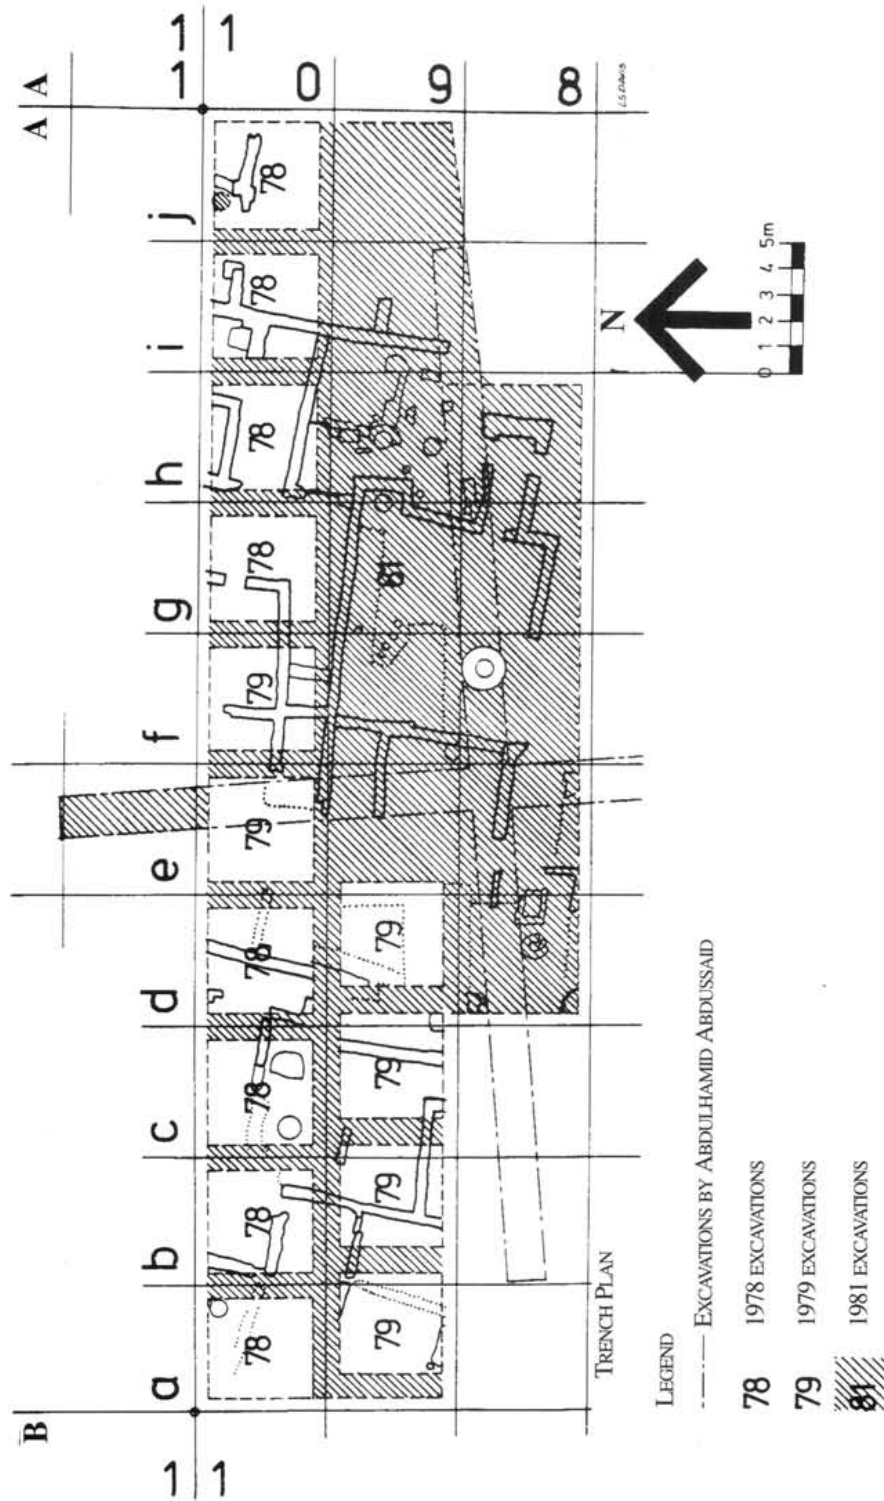 B A A
1 1
1 1
a b c d e f g h i j
1 0 9 8
78 78 78 78 79 79 78 78 78 78
79 79 79 79 81
L.S.DAVIS
N
0 1 2 3 4 5m
TRENCH PLAN
LEGEND
EXCAVATIONS BY ABDULHAMID ABDUSSAID
78 1978 EXCAVATIONS
79 1979 EXCAVATIONS
81 1981 EXCAVATIONS